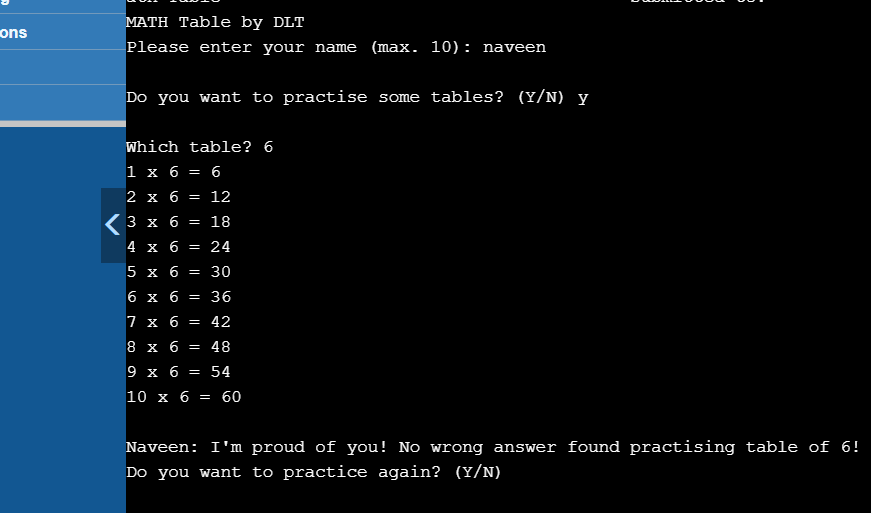 ons
MATH Table by DLT
Please enter your name (max. 10): naveen
Do you want to practise some tables? (Y/N) y
Which table? 6
1 x 6 = 6
2 x 6 = 12
3 x 6 = 18
4 x 6 = 24
5 x 6 = 30
6 x 6 = 36
7 x 6 = 42
8 x 6 = 48
9 x 6 = 54
10 x 6 = 60
Naveen: I'm proud of you! No wrong answer found practising table of 6!
Do you want to practice again? (Y/N)